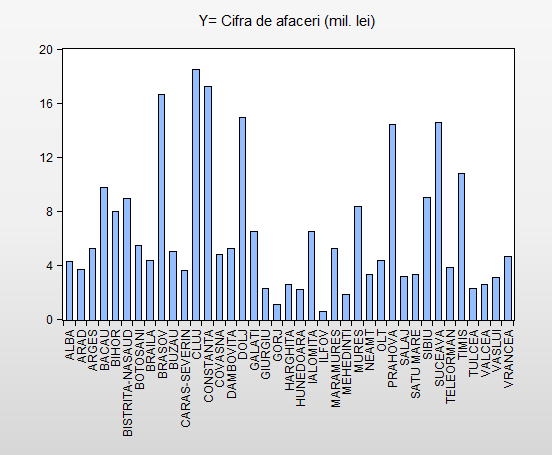 Y= Cifra de afaceri (mil. lei)
20
16
12
8
4
0
ALBA
ARAD
ARGES
BACAU
BIHOR
BISTRITA-NASAUD
BOTOSANI
BRAILA
BRASOV
BUZAU
CARAS-SEVERIN
CLUJ
CONSTANTA
COVASNA
DAMBOVITA
DOLJ
GALATI
GIURGIU
GORJ
HARGHITA
HUNEDOARA
IALOMITA
ILFOV
MARAMURES
MEHEDINTI
MURES
NEAMT
OLT
PRAHOVA
SALAJ
SATU MARE
SIBIU
SUCEAVA
TELEORMAN
TIMIS
TULCEA
VALCEA
VASLUI
VRANCEA